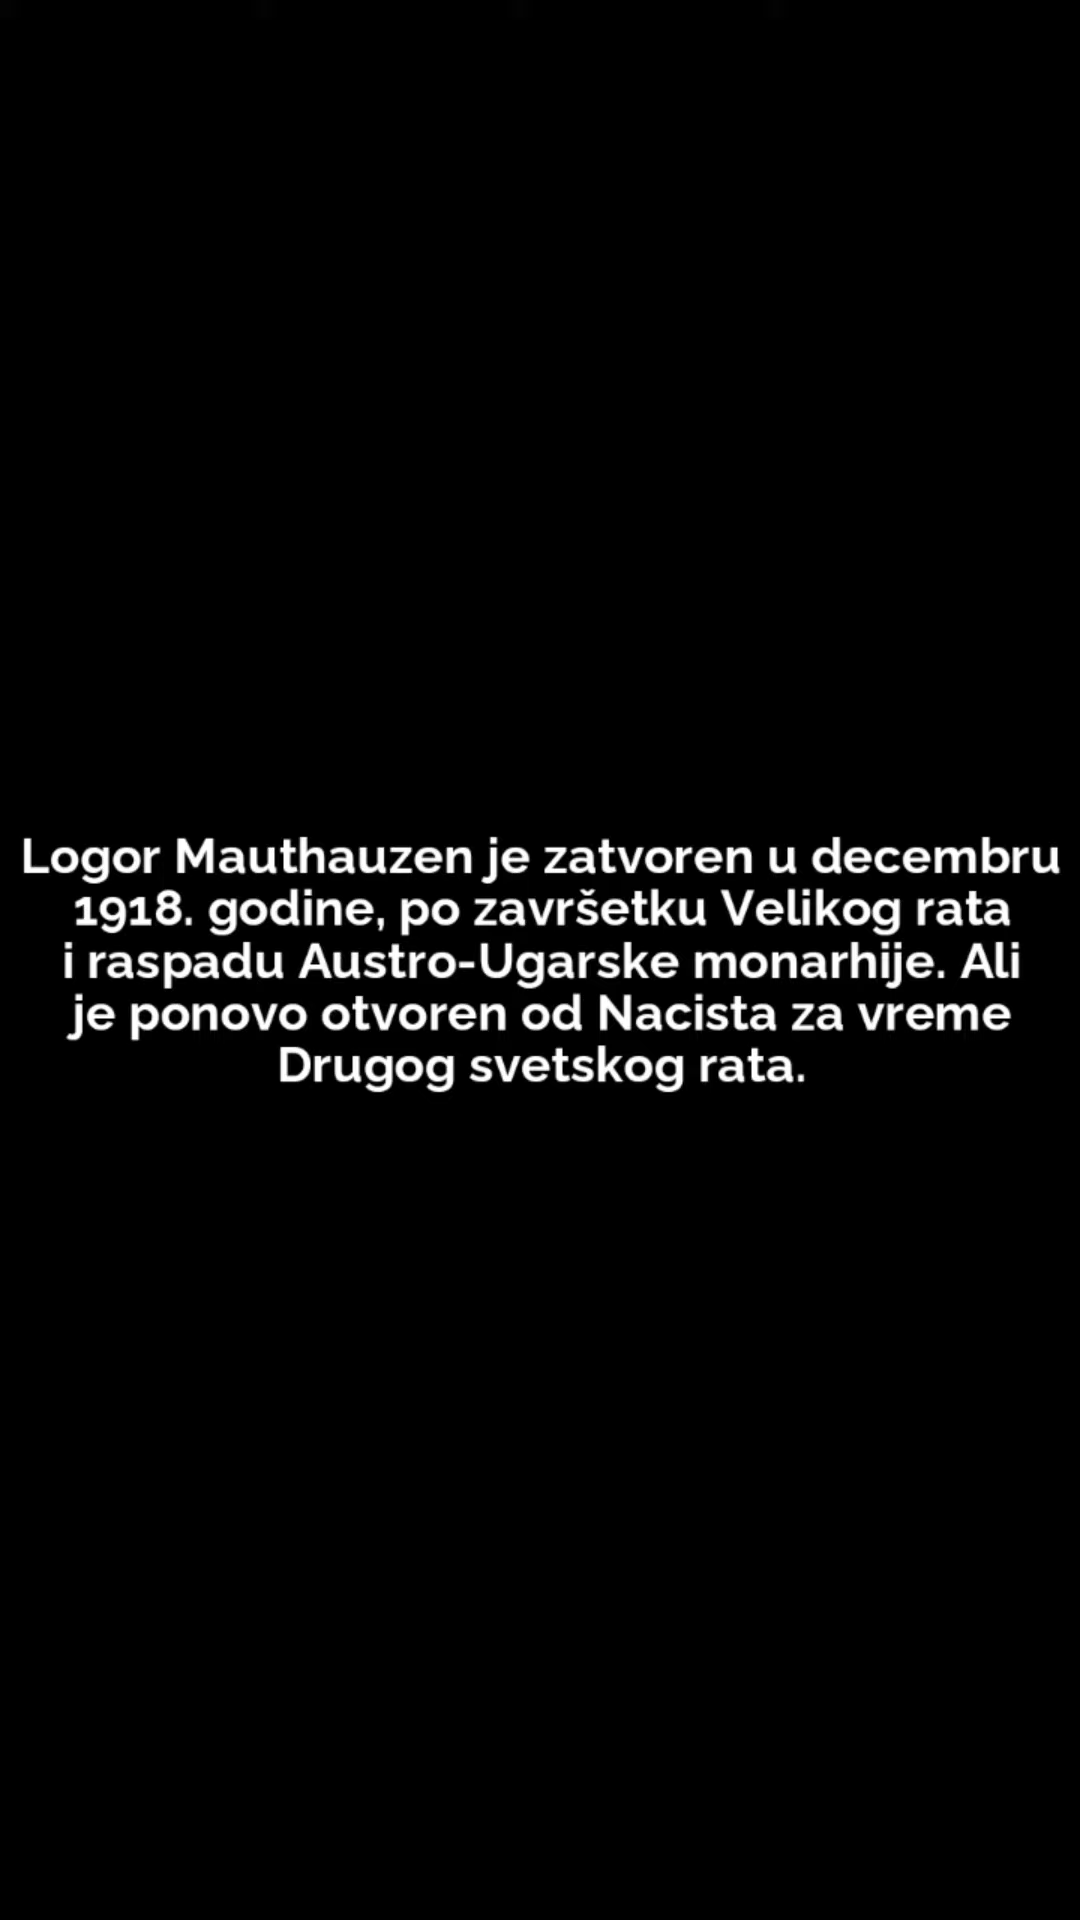 Logor Mauthauzen je zatvoren u decembru
1918. godine, po završetku Velikog rata
i raspadu Austro-Ugarske monarhije. Ali
je ponovo otvoren od Nacista za vreme
Drugog svetskog rata.